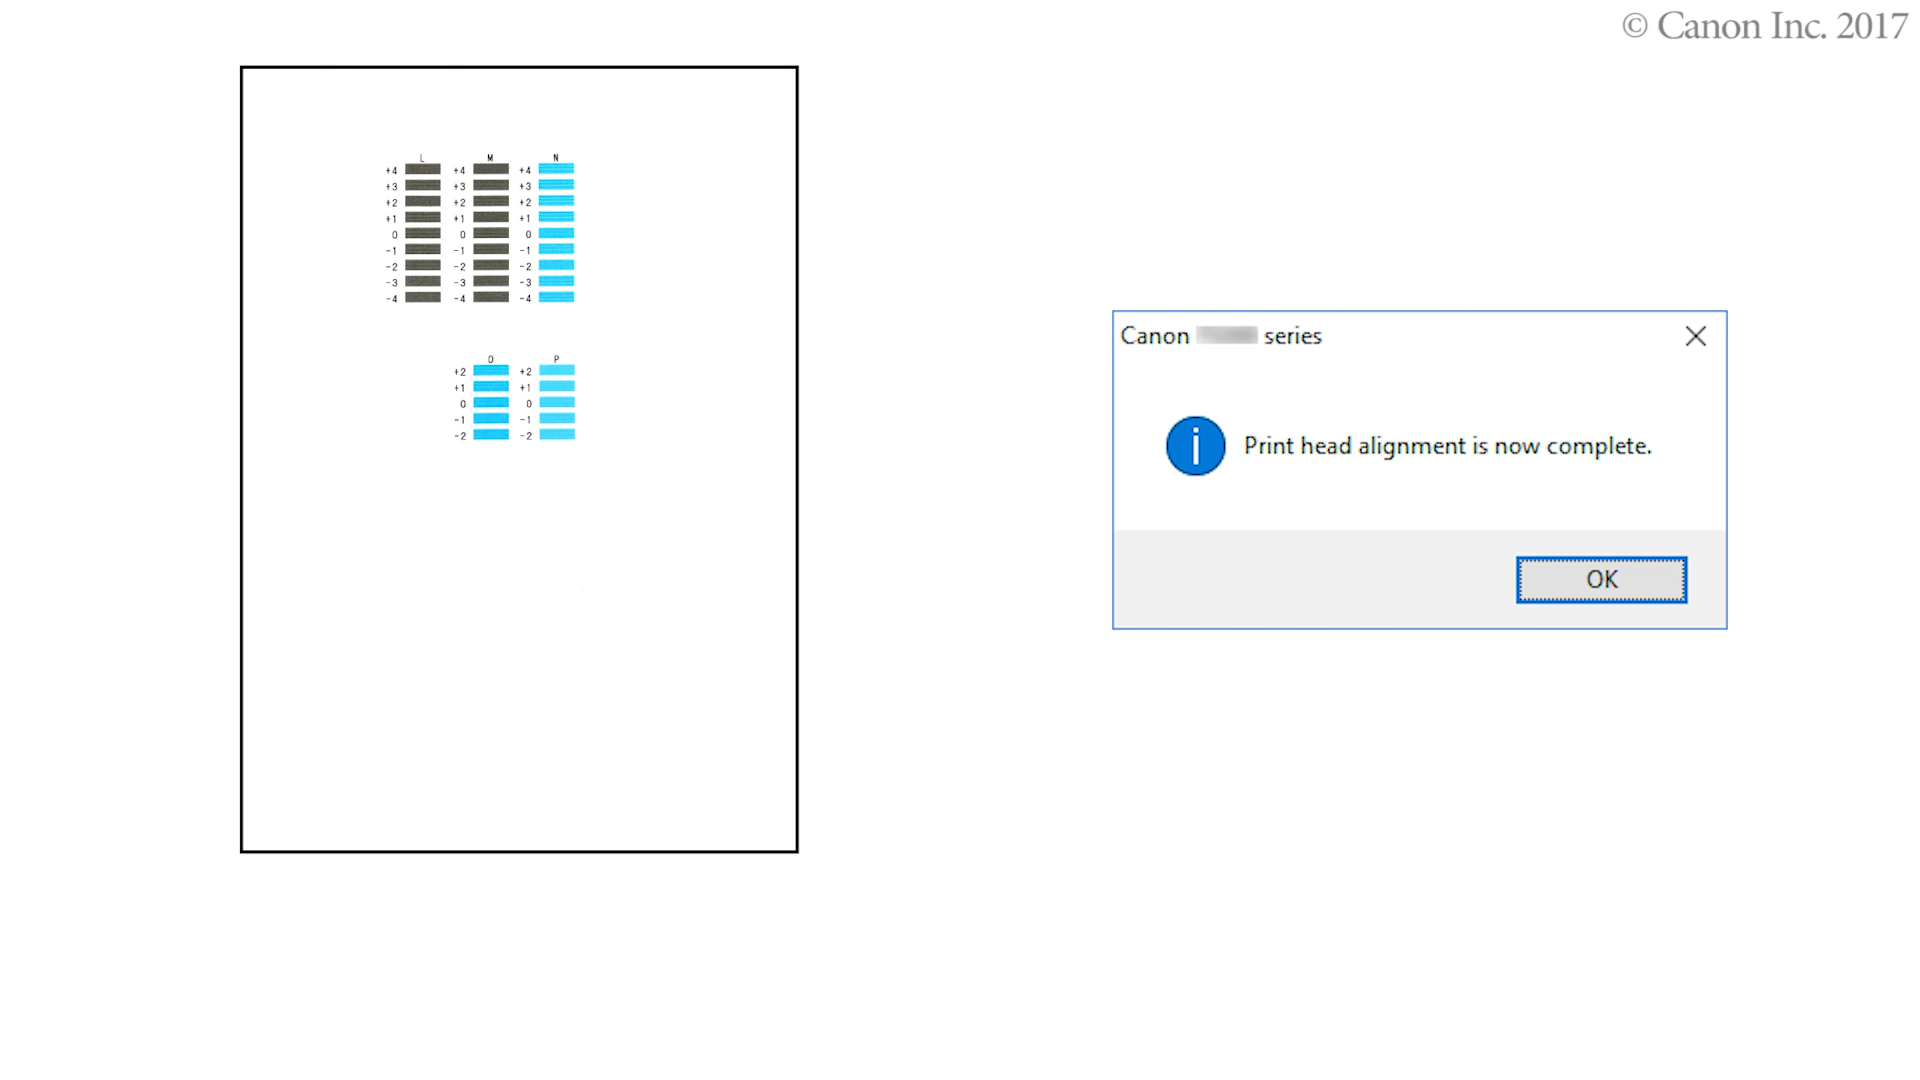 © Canon Inc. 2017
L M N
+4 +4 +4
+3 +3 +3
+2 +2 +2
+1 +1 +1
0 0 0
-1 -1 -1
-2 -2 -2
-3 -3 -3
-4 -4 -4
O P
+2 +2
+1 +1
0 0
-1 -1
-2 -2
Canon series
Print head alignment is now complete.
OK